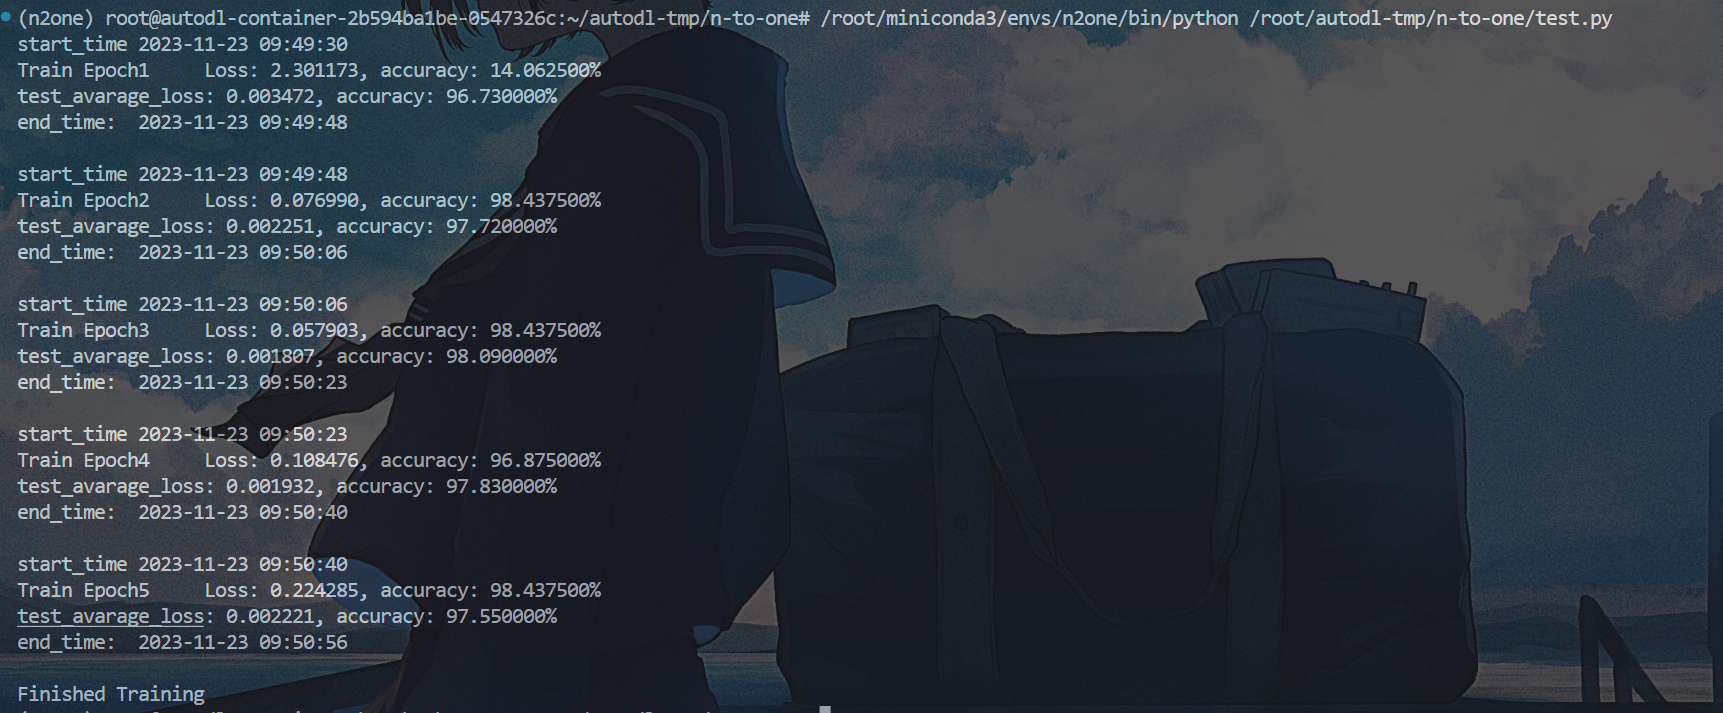 (n2one) root@autodl-container-2b594ba1be-0547326c:~/autodl-tmp/n-to-one# /root/miniconda3/envs/n2one/bin/python /root/autodl-tmp/n-to-one/test.py
start_time 2023-11-23 09:49:30
Train Epoch1     Loss: 2.301173, accuracy: 14.062500%
test_avarage_loss: 0.003472, accuracy: 96.730000%
end_time:  2023-11-23 09:49:48
start_time 2023-11-23 09:49:48
Train Epoch2     Loss: 0.076990, accuracy: 98.437500%
test_avarage_loss: 0.002251, accuracy: 97.720000%
end_time:  2023-11-23 09:50:06
start_time 2023-11-23 09:50:06
Train Epoch3     Loss: 0.057903, accuracy: 98.437500%
test_avarage_loss: 0.001807, accuracy: 98.090000%
end_time:  2023-11-23 09:50:23
start_time 2023-11-23 09:50:23
Train Epoch4     Loss: 0.108476, accuracy: 96.875000%
test_avarage_loss: 0.001932, accuracy: 97.830000%
end_time:  2023-11-23 09:50:40
start_time 2023-11-23 09:50:40
Train Epoch5     Loss: 0.224285, accuracy: 98.437500%
test_avarage_loss: 0.002221, accuracy: 97.550000%
end_time:  2023-11-23 09:50:56
Finished Training